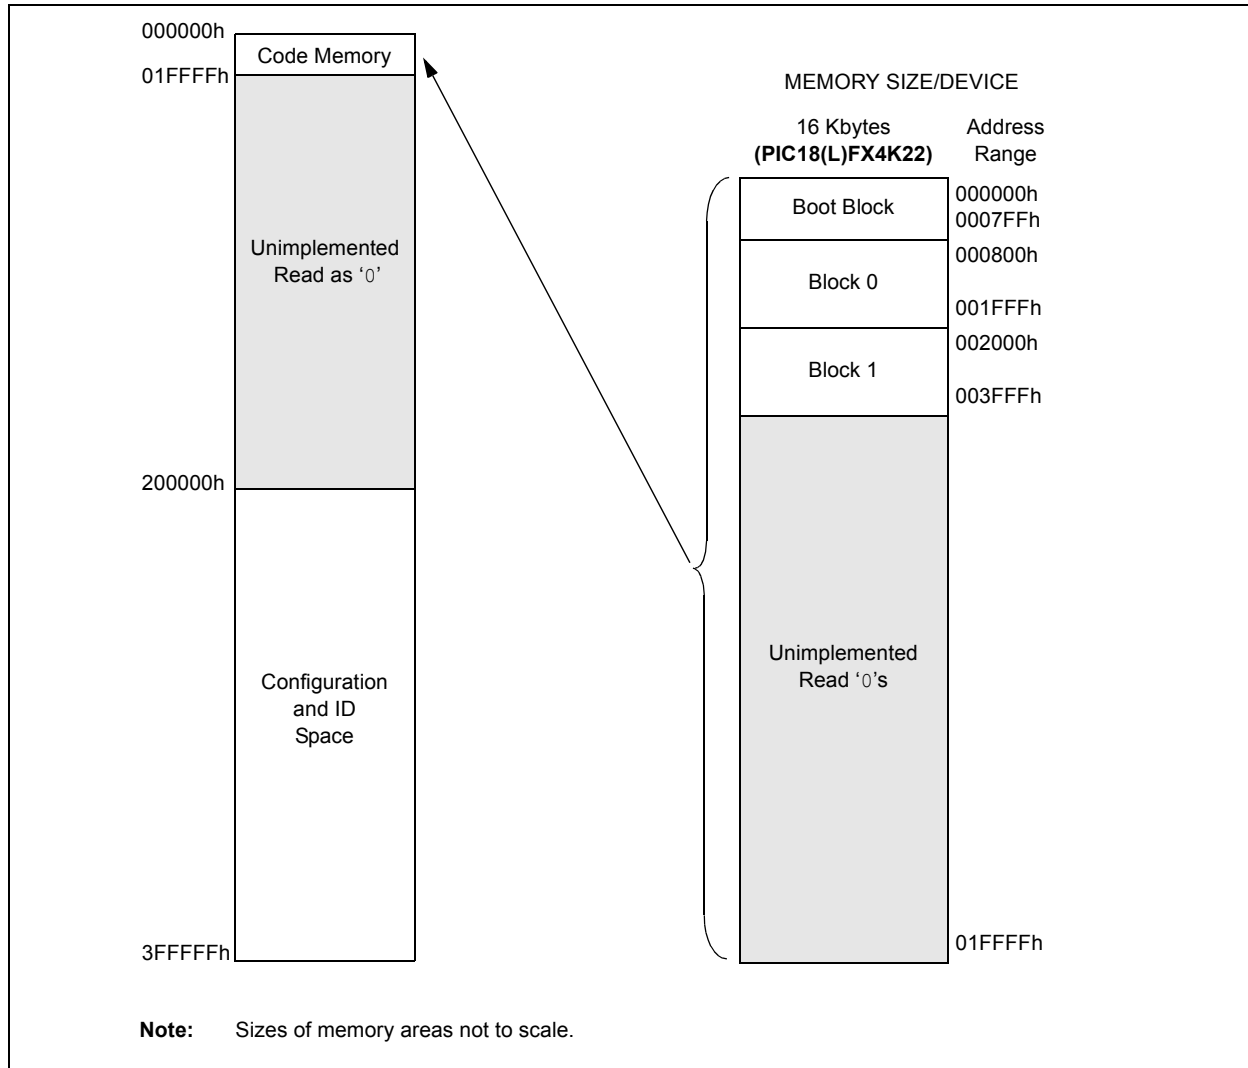 000000h
Code Memory
01FFFFh
Unimplemented
Read as ‘0’
200000h
Configuration
and ID
Space
3FFFFFh
MEMORY SIZE/DEVICE
16 Kbytes
(PIC18(L)FX4K22)
Address
Range
Boot Block
000000h
0007FFh
Block 0
000800h
001FFFh
Block 1
002000h
003FFFh
Unimplemented
Read ‘0’s
01FFFFh
Note: Sizes of memory areas not to scale.